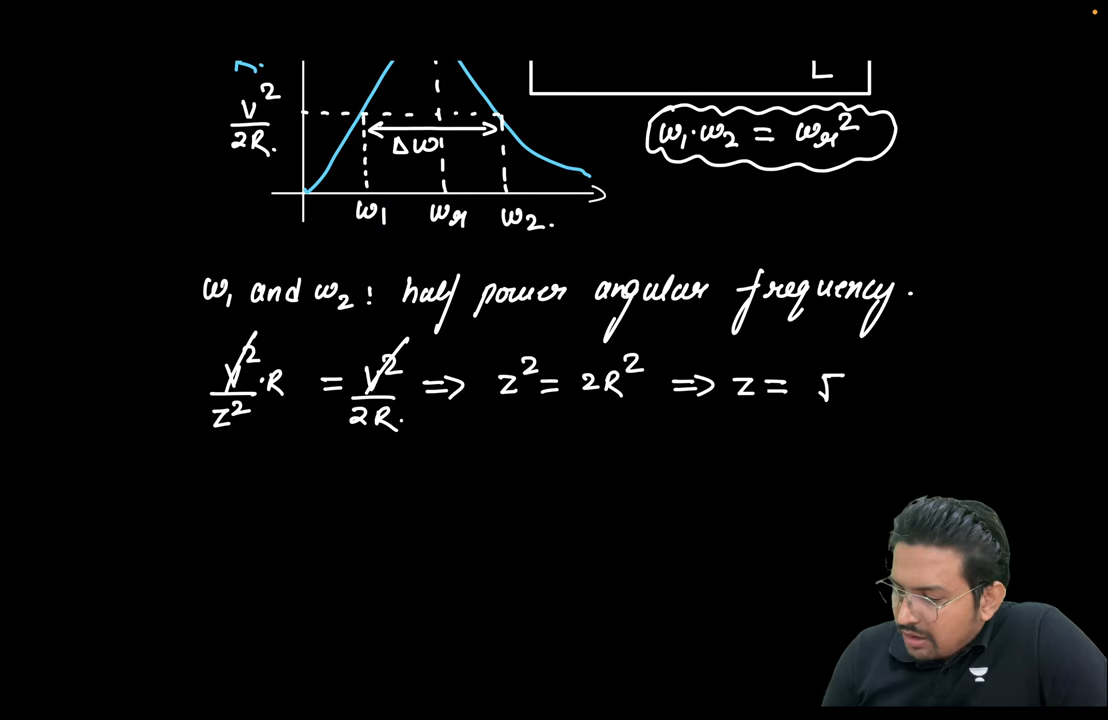 V²/2R.
L
ω₁·ω₂ = ωr²
Δω
ω₁ ωr ω₂.
ω₁ and ω₂ : half power angular frequency.
V²/Z² · R = V²/2R. => Z² = 2R² => Z = √